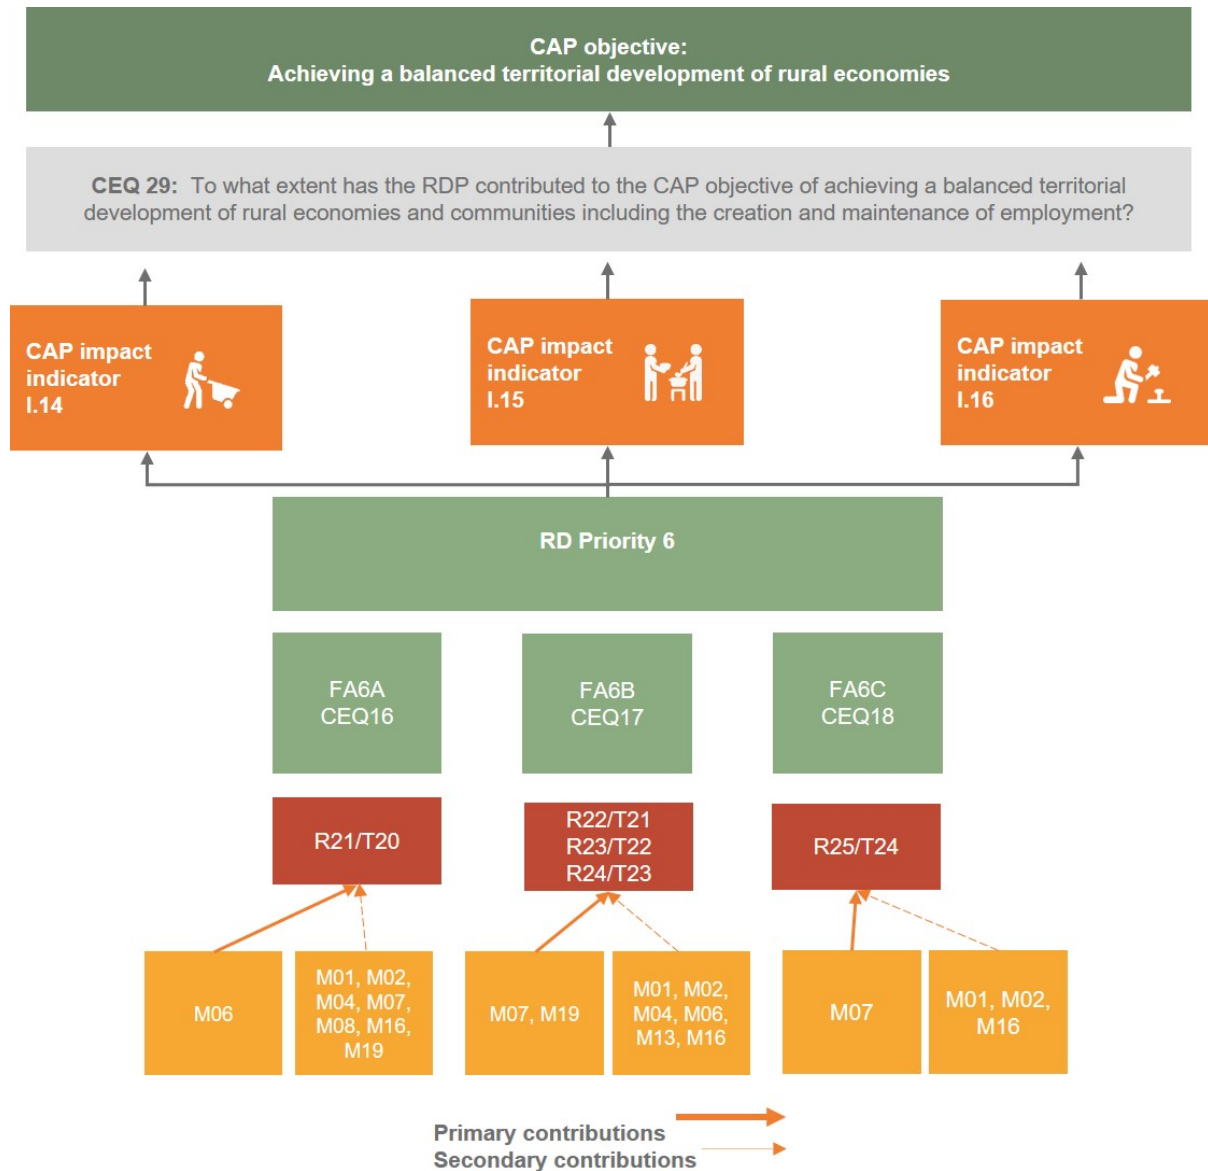 CAP objective:
Achieving a balanced territorial development of rural economies
CEQ 29: To what extent has the RDP contributed to the CAP objective of achieving a balanced territorial
development of rural economies and communities including the creation and maintenance of employment?
CAP impact
indicator
I.14
CAP impact
indicator
I.15
CAP impact
indicator
I.16
RD Priority 6
FA6A
CEQ16
FA6B
CEQ17
FA6C
CEQ18
R21/T20
R22/T21
R23/T22
R24/T23
R25/T24
M06
M01, M02,
M04, M07,
M08, M16,
M19
M07, M19
M01, M02,
M04, M06,
M13, M16
M07
M01, M02,
M16
Primary contributions
Secondary contributions